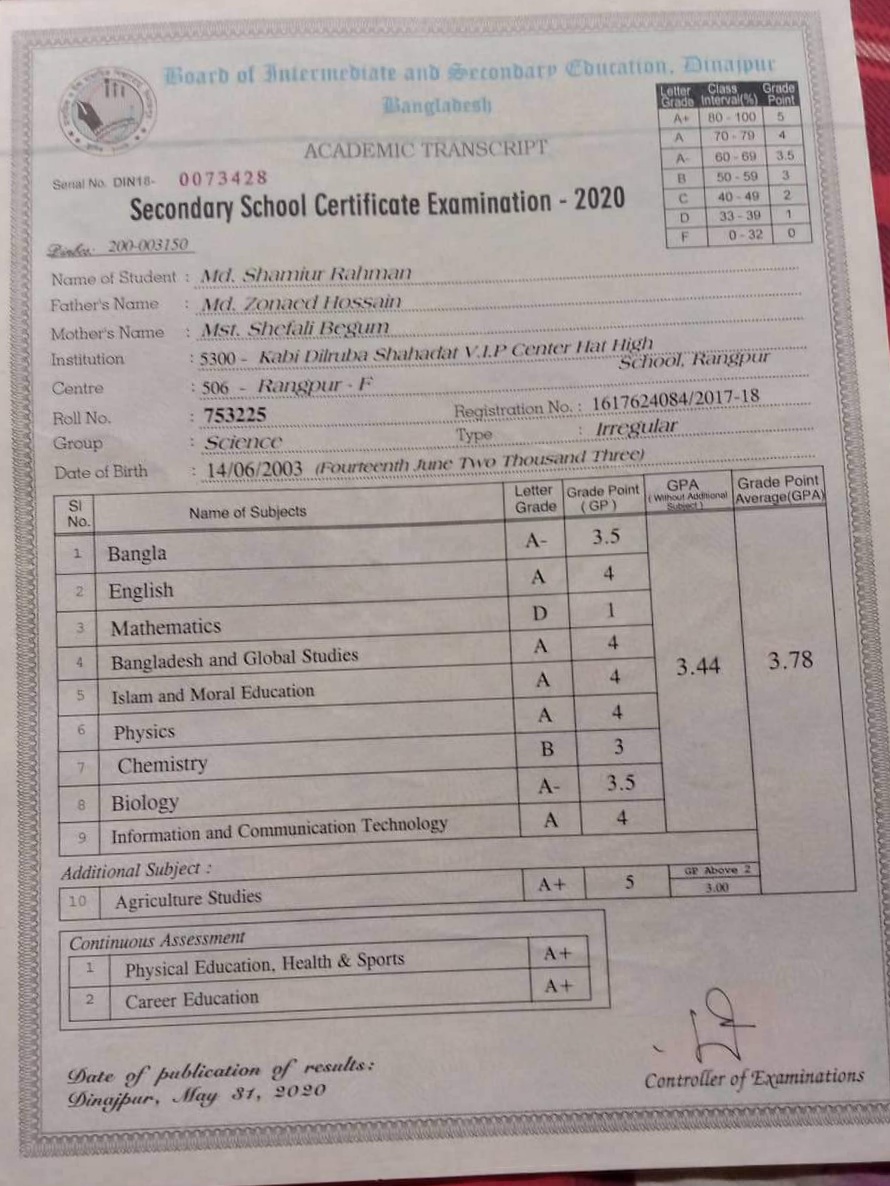 Board of Intermediate and Secondary Education, Dinajpur
Bangladesh
ACADEMIC TRANSCRIPT
Letter Grade Class Interval(%) Grade Point
A+ 80 - 100 5
A 70 - 79 4
A- 60 - 69 3.5
B 50 - 59 3
C 40 - 49 2
D 33 - 39 1
F 0 - 32 0
Serial No. DIN18- 0073428
Secondary School Certificate Examination - 2020
200-003150
Name of Student : Md. Shamiur Rahman
Father's Name : Md. Zonaed Hossain
Mother's Name : Mst. Shefali Begum
Institution : 5300 - Kabi Dilruba Shahadat V.I.P Center Hat High
School, Rangpur
Centre : 506 - Rangpur - F
Roll No. : 753225 Registration No. : 1617624084/2017-18
Group : Science Type : Irregular
Date of Birth : 14/06/2003 (Fourteenth June Two Thousand Three)
Sl No. Name of Subjects Letter Grade Grade Point (GP) GPA (Without Additional Subject) Grade Point Average(GPA)
1 Bangla A- 3.5
2 English A 4
3 Mathematics D 1
4 Bangladesh and Global Studies A 4
3.44 3.78
5 Islam and Moral Education A 4
6 Physics A 4
7 Chemistry B 3
8 Biology A- 3.5
9 Information and Communication Technology A 4
Additional Subject :
GP Above 2
10 Agriculture Studies A+ 5 3.00
Continuous Assessment
1 Physical Education, Health & Sports A+
2 Career Education A+
Date of publication of results:
Dinajpur, May 31, 2020
Controller of Examinations